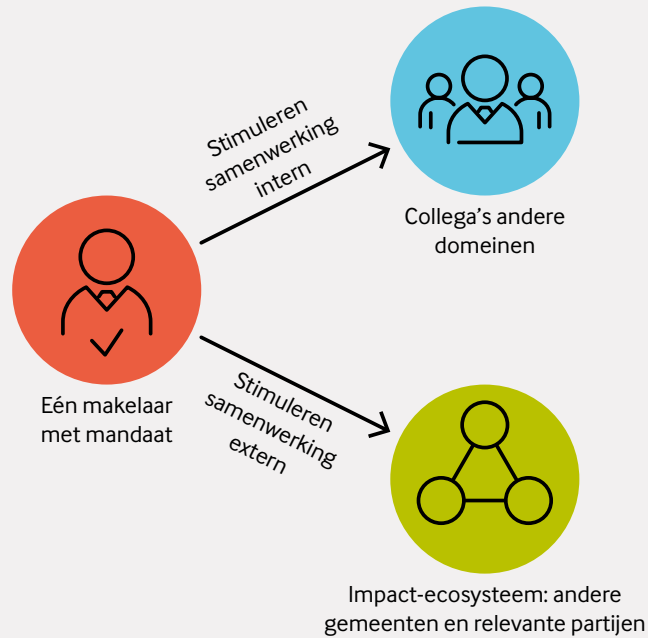 Stimuleren
samenwerking
intern
Collega's andere
domeinen
Eén makelaar
met mandaat
Stimuleren
samenwerking
extern
Impact-ecosysteem: andere
gemeenten en relevante partijen